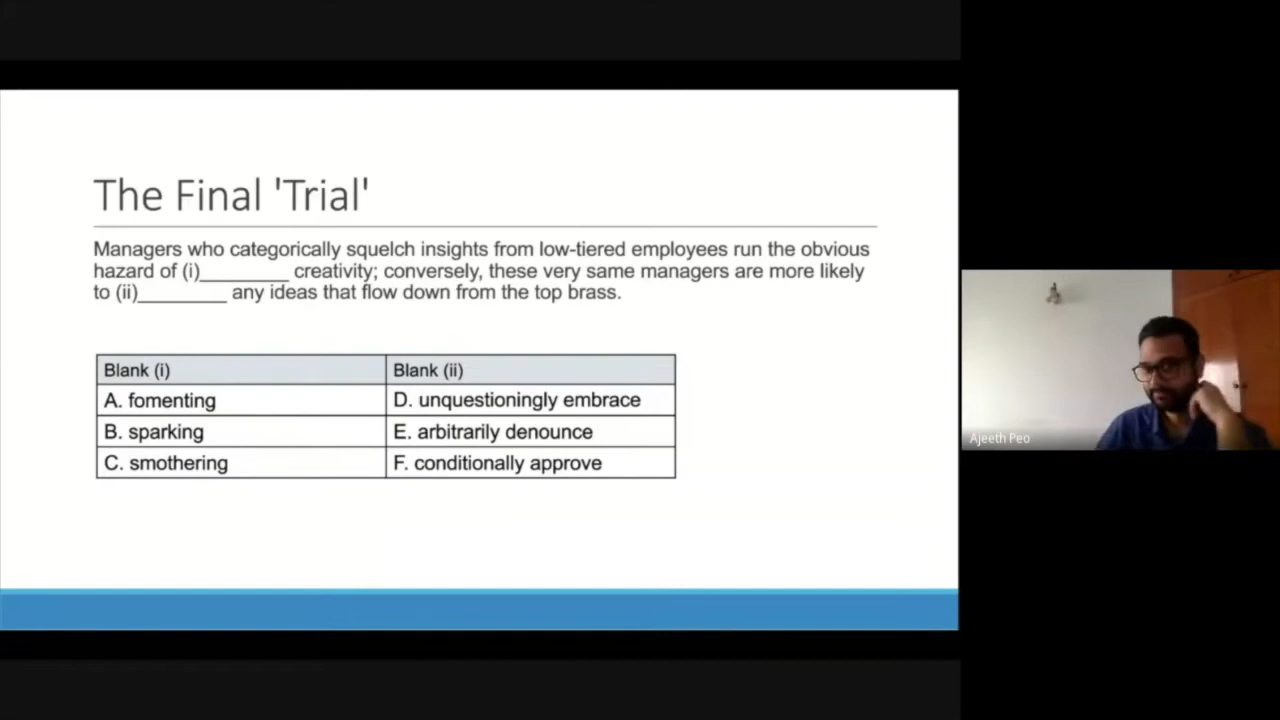 The Final 'Trial'
Managers who categorically squelch insights from low-tiered employees run the obvious
hazard of (i)________ creativity; conversely, these very same managers are more likely
to (ii)________ any ideas that flow down from the top brass.
Blank (i) Blank (ii)
A. fomenting D. unquestioningly embrace
B. sparking E. arbitrarily denounce
C. smothering F. conditionally approve
Ajeeth Peo